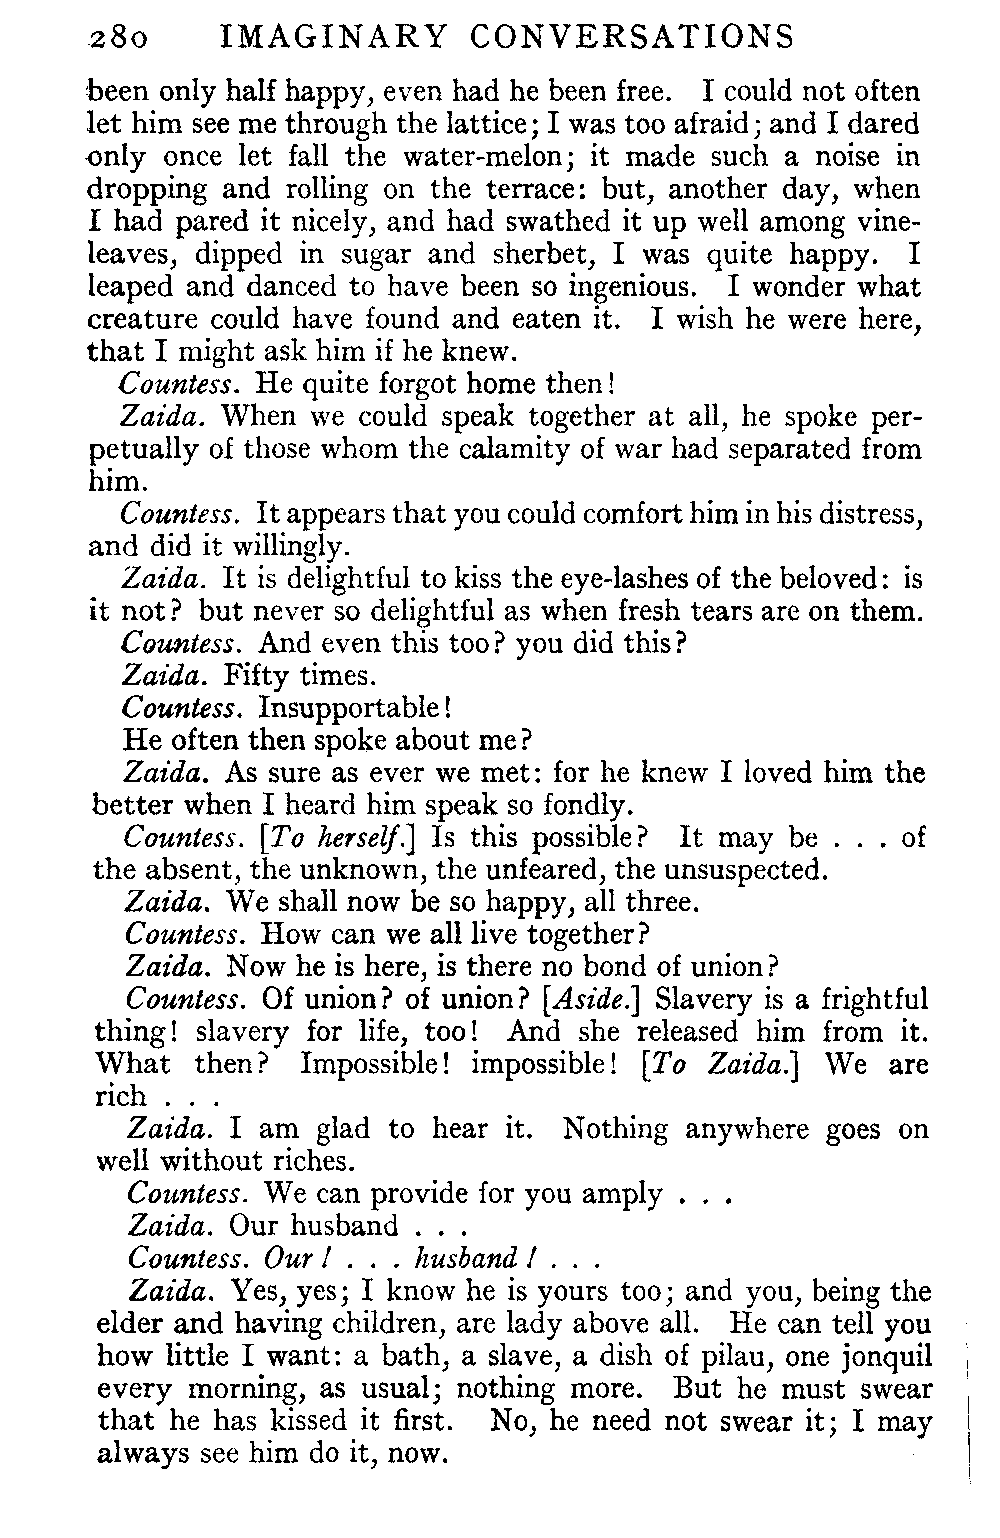 280 IMAGINARY CONVERSATIONS
been only half happy, even had he been free. I could not often
let him see me through the lattice; I was too afraid; and I dared
only once let fall the water-melon; it made such a noise in
dropping and rolling on the terrace: but, another day, when
I had pared it nicely, and had swathed it up well among vine-
leaves, dipped in sugar and sherbet, I was quite happy. I
leaped and danced to have been so ingenious. I wonder what
creature could have found and eaten it. I wish he were here,
that I might ask him if he knew.
Countess. He quite forgot home then!
Zaida. When we could speak together at all, he spoke per-
petually of those whom the calamity of war had separated from
him.
Countess. It appears that you could comfort him in his distress,
and did it willingly.
Zaida. It is delightful to kiss the eye-lashes of the beloved: is
it not? but never so delightful as when fresh tears are on them.
Countess. And even this too? you did this?
Zaida. Fifty times.
Countess. Insupportable!
He often then spoke about me?
Zaida. As sure as ever we met: for he knew I loved him the
better when I heard him speak so fondly.
Countess. [To herself.] Is this possible? It may be . . . of
the absent, the unknown, the unfeared, the unsuspected.
Zaida. We shall now be so happy, all three.
Countess. How can we all live together?
Zaida. Now he is here, is there no bond of union?
Countess. Of union? of union? [Aside.] Slavery is a frightful
thing! slavery for life, too! And she released him from it.
What then? Impossible! impossible! [To Zaida.] We are
rich . . .
Zaida. I am glad to hear it. Nothing anywhere goes on
well without riches.
Countess. We can provide for you amply . . .
Zaida. Our husband . . .
Countess. Our! . . . husband! . . .
Zaida. Yes, yes; I know he is yours too; and you, being the
elder and having children, are lady above all. He can tell you
how little I want: a bath, a slave, a dish of pilau, one jonquil
every morning, as usual; nothing more. But he must swear
that he has kissed it first. No, he need not swear it; I may
always see him do it, now.